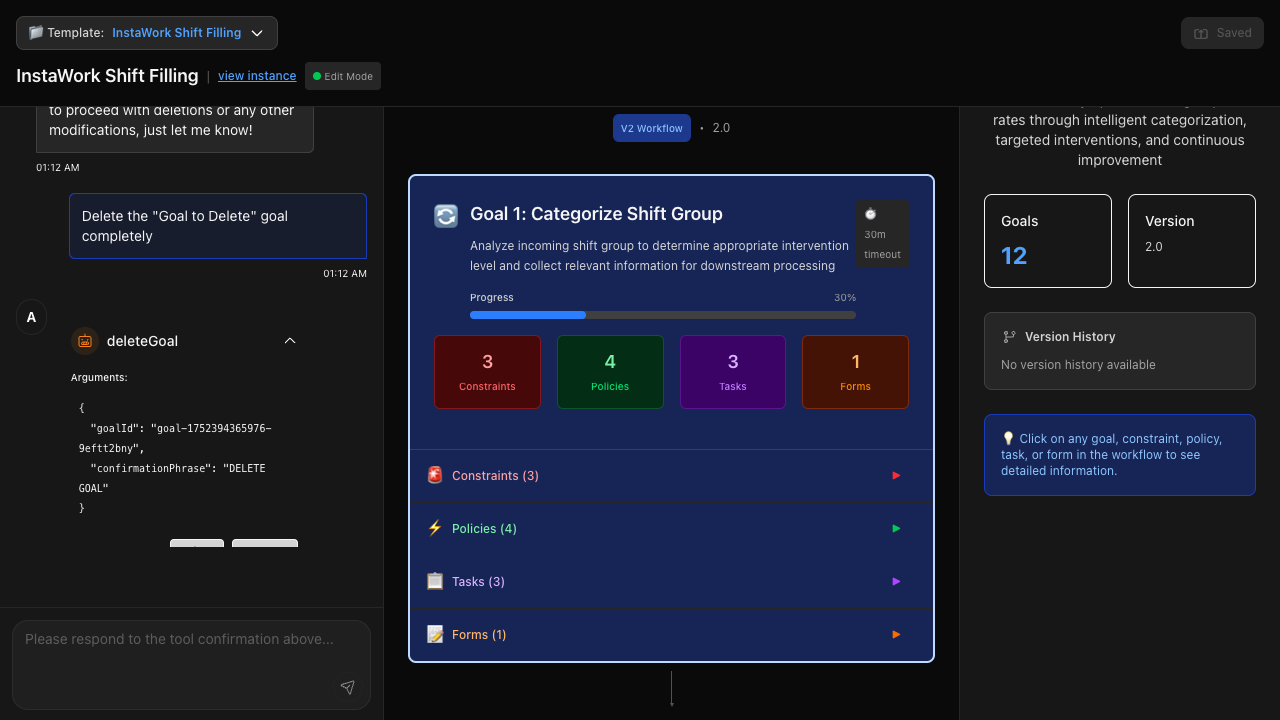 Template: InstaWork Shift Filling
Saved
InstaWork Shift Filling | view instance Edit Mode
to proceed with deletions or any other
modifications, just let me know!
01:12 AM
Delete the "Goal to Delete" goal
completely
01:12 AM
A
deleteGoal
Arguments:
{
"goalId": "goal-1752394365976-
9eftt2bny",
"confirmationPhrase": "DELETE
GOAL"
}
Please respond to the tool confirmation above...
V2 Workflow • 2.0
Goal 1: Categorize Shift Group
Analyze incoming shift group to determine appropriate intervention
level and collect relevant information for downstream processing
30m
timeout
Progress
30%
3
Constraints
4
Policies
3
Tasks
1
Forms
Constraints (3)
Policies (4)
Tasks (3)
Forms (1)
rates through intelligent categorization,
targeted interventions, and continuous
improvement
Goals
12
Version
2.0
Version History
No version history available
Click on any goal, constraint, policy,
task, or form in the workflow to see
detailed information.